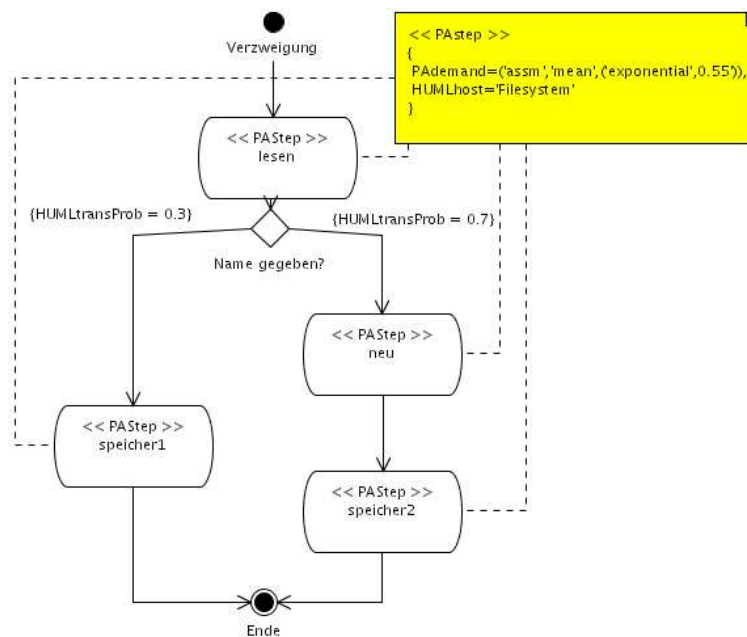 Verzweigung
<< PAstep >>
{
PAdemand=('assm','mean',('exponential',0.55')),
HUMLhost='Filesystem'
}
<< PAStep >>
lesen
{HUMLtransProb = 0.3}
{HUMLtransProb = 0.7}
Name gegeben?
<< PAStep >>
neu
<< PAStep >>
speicher1
<< PAStep >>
speicher2
Ende